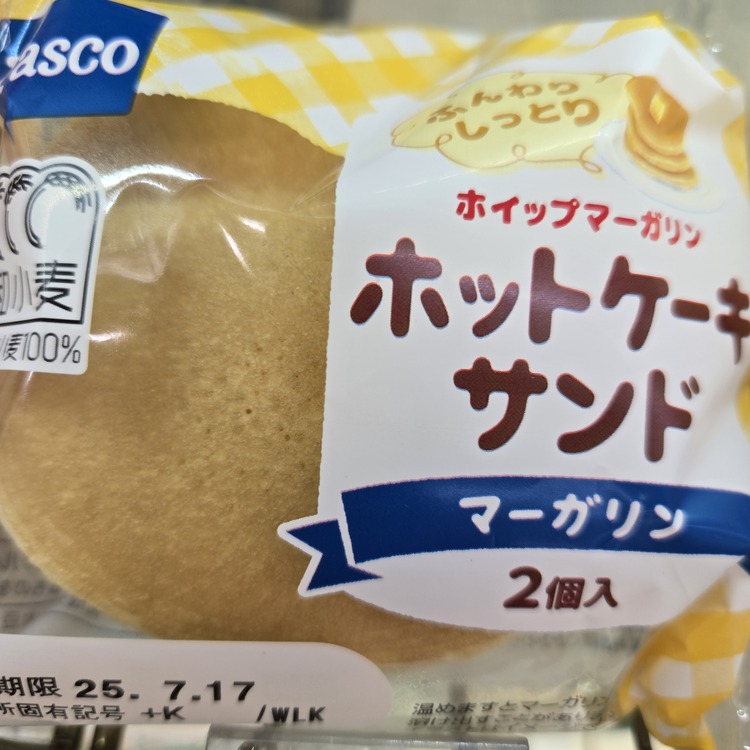 Pasco
ふんわり
しっとり
ホイップマーガリン
ホットケーキ
サンド
マーガリン
2個入
小麦
小麦100%
期限 25. 7.17
所固有記号 +K /WLK
温めますとマーガリン